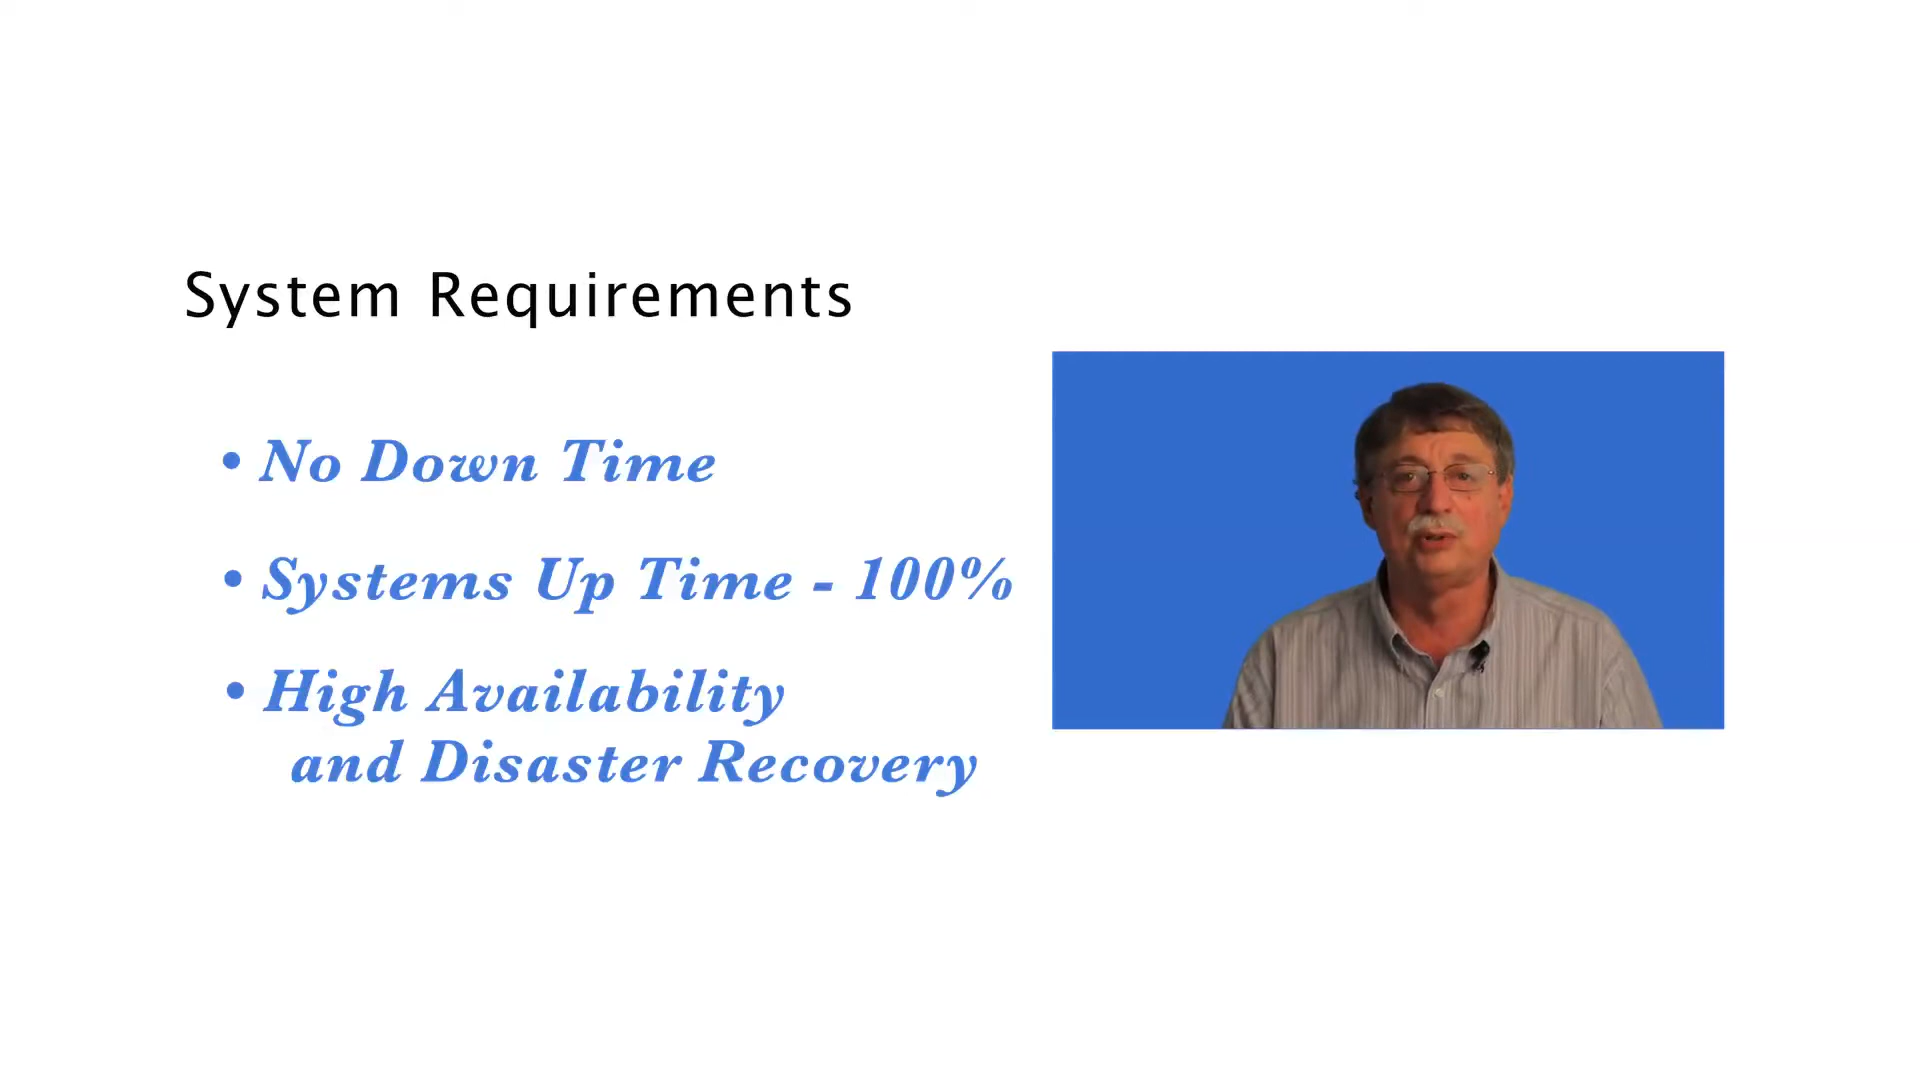 System Requirements
• No Down Time
• Systems Up Time - 100%
• High Availability
and Disaster Recovery